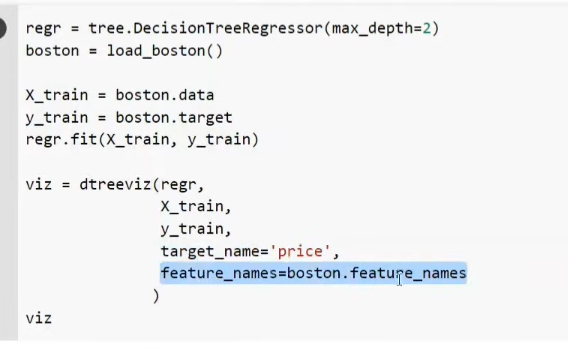 regr = tree.DecisionTreeRegressor(max_depth=2)
boston = load_boston()

X_train = boston.data
y_train = boston.target
regr.fit(X_train, y_train)

viz = dtreeviz(regr,
               X_train,
               y_train,
               target_name='price',
               feature_names=boston.feature_names
              )
viz